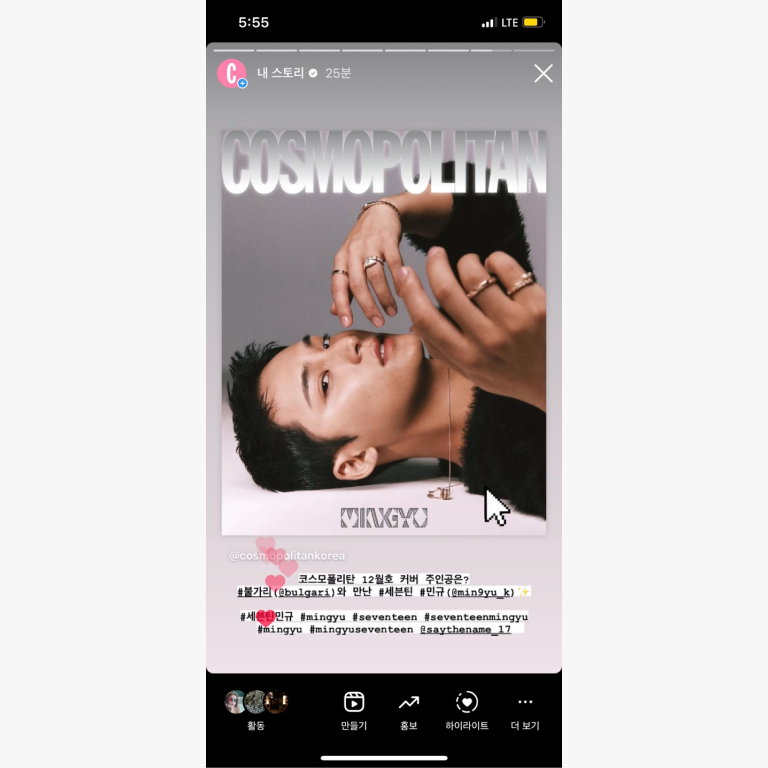 5:55
LTE
C
내 스토리 25분
COSMOPOLITAN
MINGYU
@cosmopolitankorea
코스모폴리탄 12월호 커버 주인공은?
#불가리(@bulgari)와 만난 #세븐틴 #민규(@min9yu_k)✨
#세븐틴민규 #mingyu #seventeen #seventeenmingyu
#mingyu #mingyuseventeen @saythename_17
활동 만들기 홍보 하이라이트 더 보기